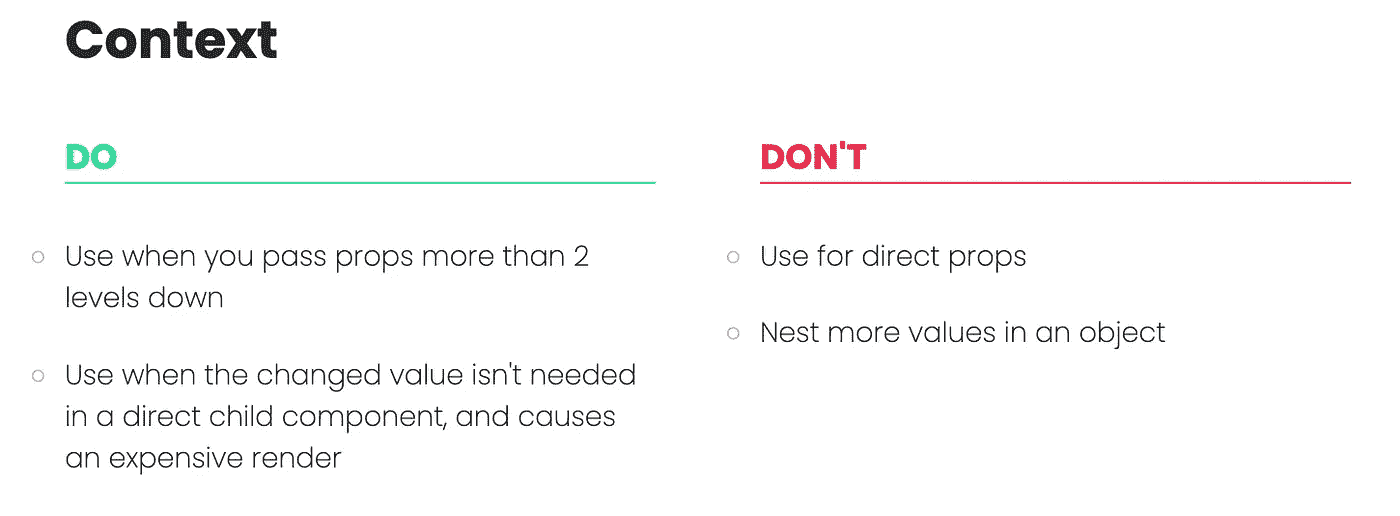 Context
DO
Use when you pass props more than 2
levels down
Use when the changed value isn't needed
in a direct child component, and causes
an expensive render
DON'T
Use for direct props
Nest more values in an object